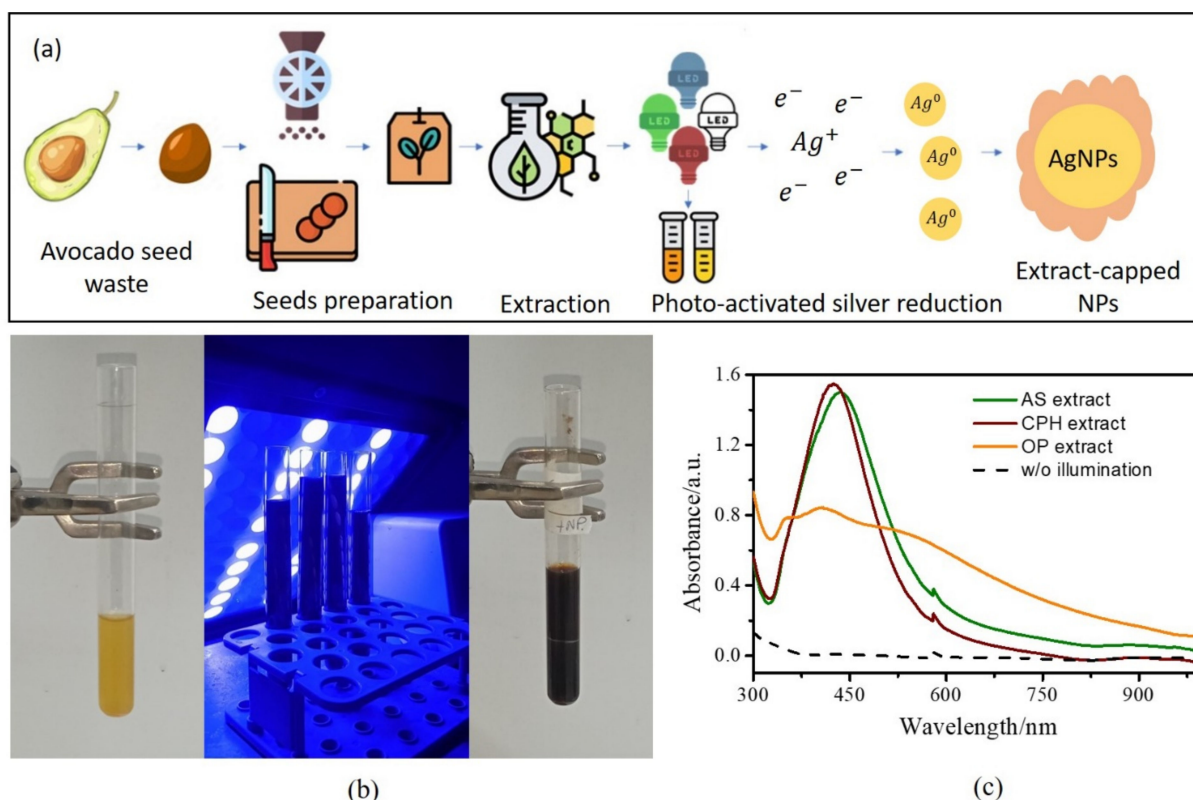 (a)
LED
LED
LED
LED
e⁻
e⁻
Ag⁺
e⁻
e⁻
Ag⁰
Ag⁰
Ag⁰
AgNPs
Avocado seed
waste
Seeds preparation
Extraction
Photo-activated silver reduction
Extract-capped
NPs
+NP.
(b)
1.6
1.2
0.8
0.4
0.0
Absorbance/a.u.
AS extract
CPH extract
OP extract
w/o illumination
300
450
600
750
900
Wavelength/nm
(c)